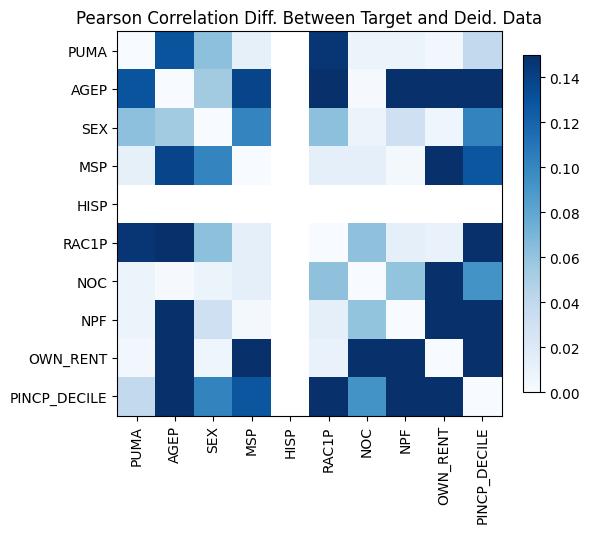 Pearson Correlation Diff. Between Target and Deid. Data
PUMA
AGEP
SEX
MSP
HISP
RAC1P
NOC
NPF
OWN_RENT
PINCP_DECILE
PUMA
AGEP
SEX
MSP
HISP
RAC1P
NOC
NPF
OWN_RENT
PINCP_DECILE
0.14
0.12
0.10
0.08
0.06
0.04
0.02
0.00